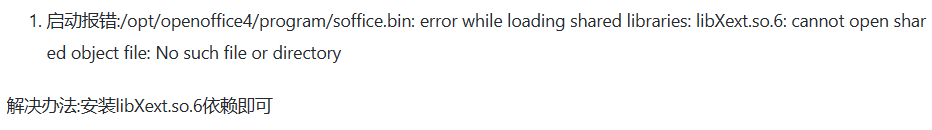 1. 启动报错:/opt/openoffice4/program/soffice.bin: error while loading shared libraries: libXext.so.6: cannot open shar
ed object file: No such file or directory
解决办法:安装libXext.so.6依赖即可